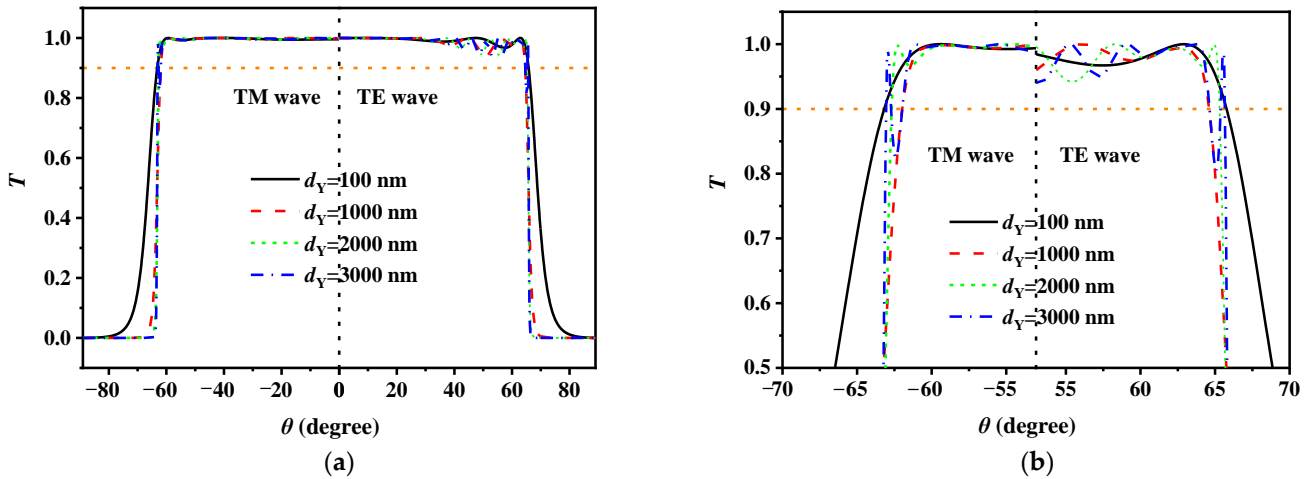 1.0
0.8
0.6
0.4
0.2
0.0
T
TM wave
TE wave
dY=100 nm
dY=1000 nm
dY=2000 nm
dY=3000 nm
−80 −60 −40 −20 0 20 40 60 80
θ (degree)
(a)
1.0
0.9
0.8
0.7
0.6
0.5
T
TM wave
TE wave
dY=100 nm
dY=1000 nm
dY=2000 nm
dY=3000 nm
−70 −65 −60 −55 55 60 65 70
θ (degree)
(b)